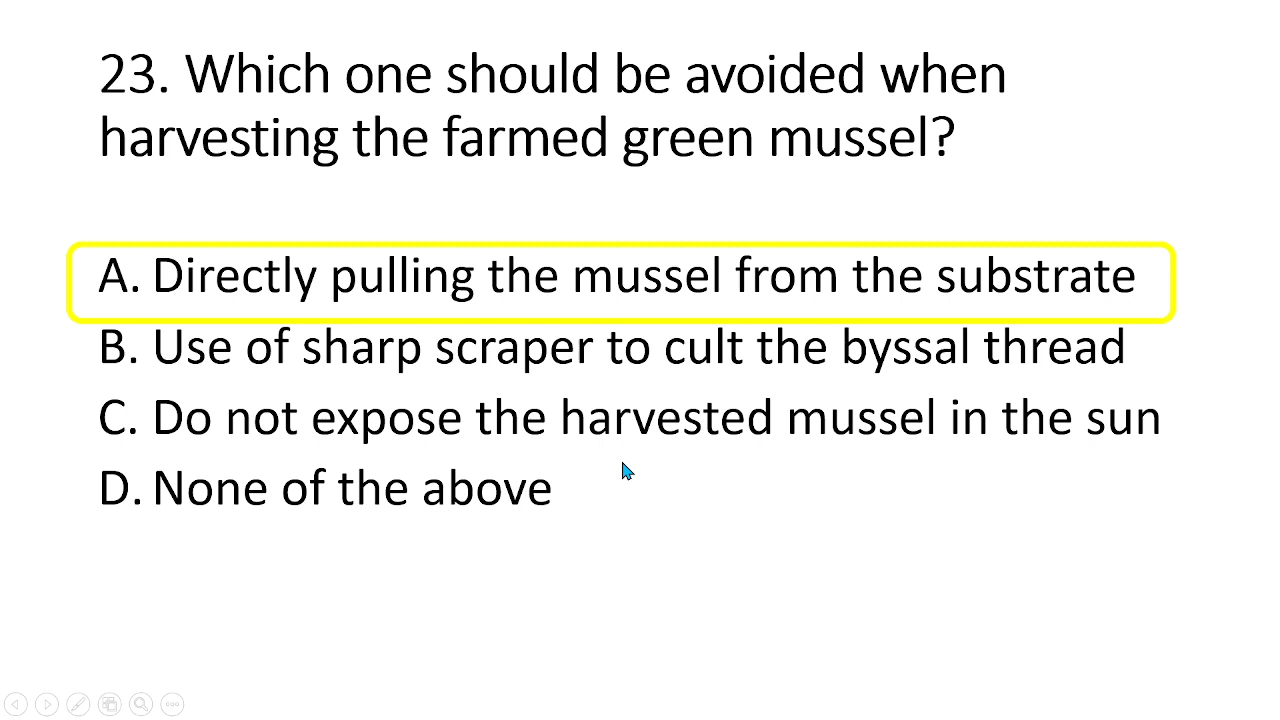 23. Which one should be avoided when
harvesting the farmed green mussel?
A. Directly pulling the mussel from the substrate
B. Use of sharp scraper to cult the byssal thread
C. Do not expose the harvested mussel in the sun
D. None of the above